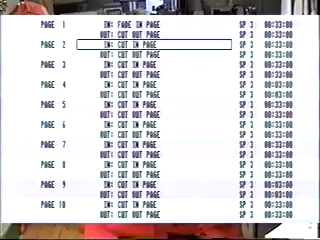 PAGE 1 IN: FADE IN PAGE SP 3 00:33:00
OUT: CUT OUT PAGE SP 3 00:33:00
PAGE 2 IN: CUT IN PAGE SP 3 00:33:00
OUT: CUT OUT PAGE SP 3 00:33:00
PAGE 3 IN: CUT IN PAGE SP 3 00:33:00
OUT: CUT OUT PAGE SP 3 00:33:00
PAGE 4 IN: CUT IN PAGE SP 3 00:03:00
OUT: CUT OUT PAGE SP 3 00:03:00
PAGE 5 IN: CUT IN PAGE SP 3 00:33:00
OUT: CUT OUT PAGE SP 3 00:33:00
PAGE 6 IN: CUT IN PAGE SP 3 00:33:00
OUT: CUT OUT PAGE SP 3 00:33:00
PAGE 7 IN: CUT IN PAGE SP 3 00:33:00
OUT: CUT OUT PAGE SP 3 00:33:00
PAGE 8 IN: CUT IN PAGE SP 3 00:33:00
OUT: CUT OUT PAGE SP 3 00:33:00
PAGE 9 IN: CUT IN PAGE SP 3 00:03:00
OUT: CUT OUT PAGE SP 3 00:03:00
PAGE 10 IN: CUT IN PAGE SP 3 00:33:00
OUT: CUT OUT PAGE SP 3 00:33:00